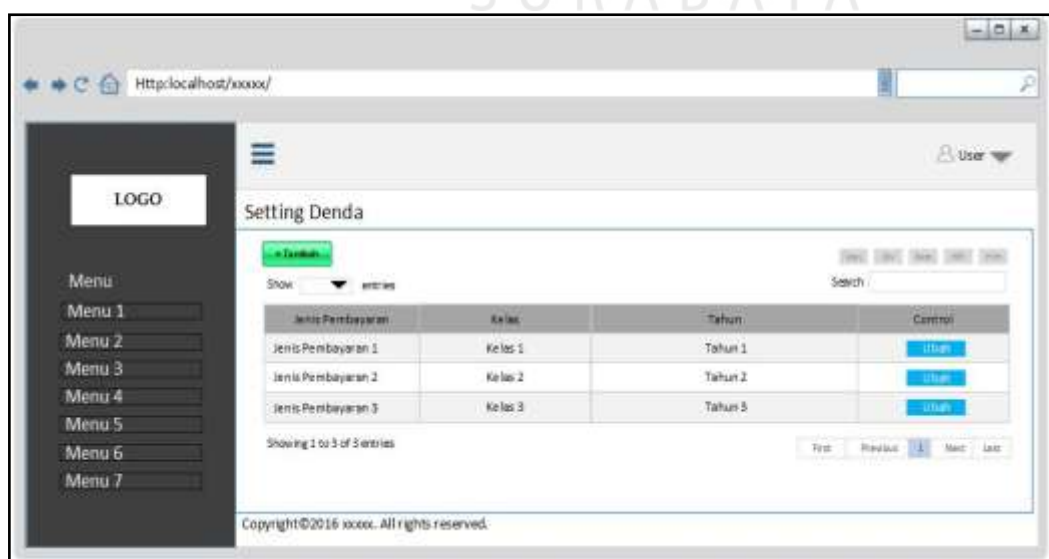 SURABAYA
Http:localhost/xxxxx/
User
LOGO
Setting Denda
+ Tambah
Menu
Show entries
Search
Menu 1
Jenis Pembayaran Kelas Tahun Control
Menu 2
Jenis Pembayaran 1 Kelas 1 Tahun 1 Ubah
Menu 3
Jenis Pembayaran 2 Kelas 2 Tahun 2 Ubah
Menu 4
Jenis Pembayaran 3 Kelas 3 Tahun 3 Ubah
Menu 5
Showing 1 to 3 of 3 entries
First Previous 1 Next Last
Menu 6
Menu 7
Copyright©2016 xxxxx. All rights reserved.